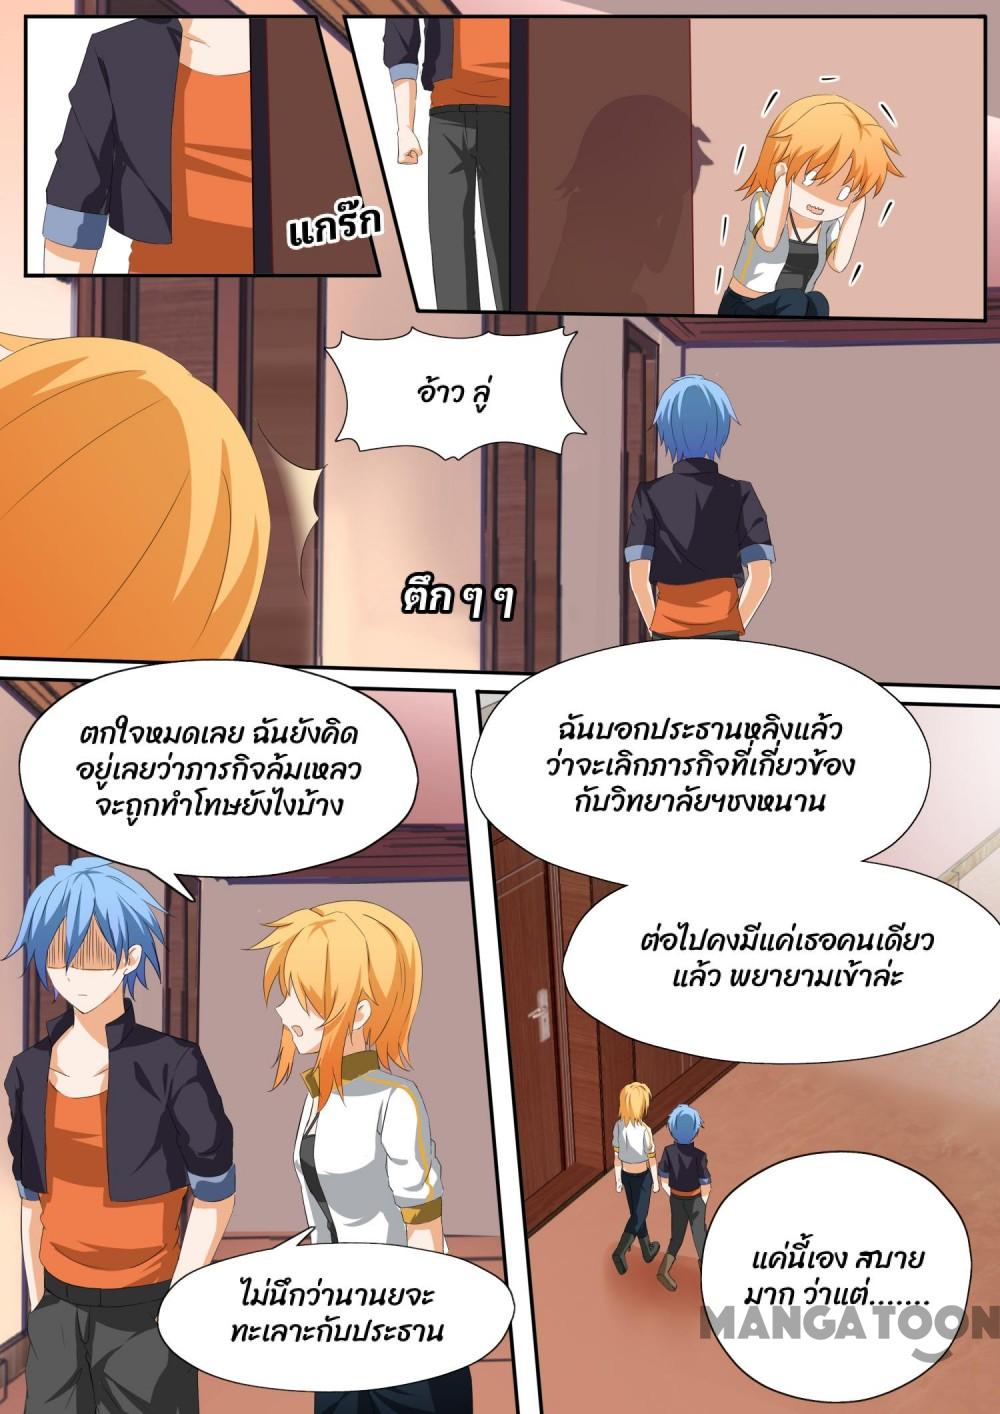 แกร๊ก
อ้าว ลู่
ตึก ๆ ๆ
ตกใจหมดเลย ฉันยังคิด
อยู่เลยว่าภารกิจล้มเหลว
จะถูกทำโทษยังไงบ้าง
ไม่นึกว่านานยจะ
ทะเลาะกับประธาน
ฉันบอกประธานหลิงแล้ว
ว่าจะเลิกภารกิจที่เกี่ยวข้อง
กับวิทยาลัยฯชงหนาน
ต่อไปคงมีแค่เธอคนเดียว
แล้ว พยายามเข้าล่ะ
แค่นี้เอง สบาย
มาก ว่าแต่.......
MANGATOON